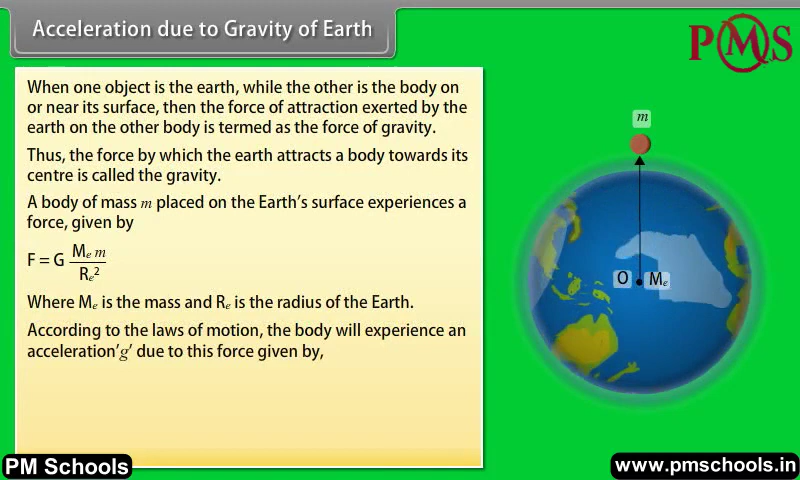 Acceleration due to Gravity of Earth
PMS
When one object is the earth, while the other is the body on
or near its surface, then the force of attraction exerted by the
earth on the other body is termed as the force of gravity.
Thus, the force by which the earth attracts a body towards its
centre is called the gravity.
A body of mass m placed on the Earth's surface experiences a
force, given by
F = G Mₑ m / Rₑ²
Where Mₑ is the mass and Rₑ is the radius of the Earth.
According to the laws of motion, the body will experience an
acceleration'g' due to this force given by,
m
O Mₑ
PM Schools
www.pmschools.in